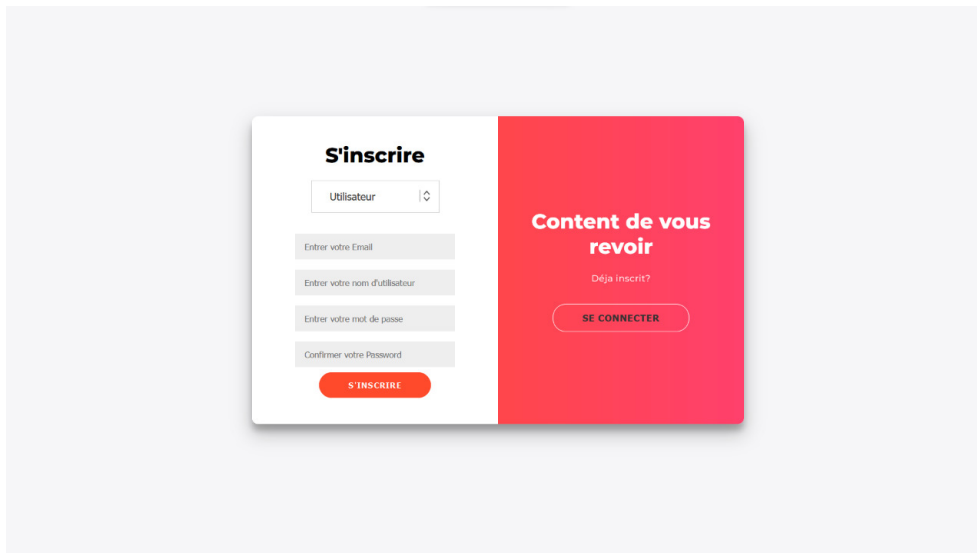 S'inscrire
Utilisateur
Entrer votre Email
Entrer votre nom d'utilisateur
Entrer votre mot de passe
Confirmer votre Password
S'INSCRIRE
Content de vous
revoir
Déja inscrit?
SE CONNECTER